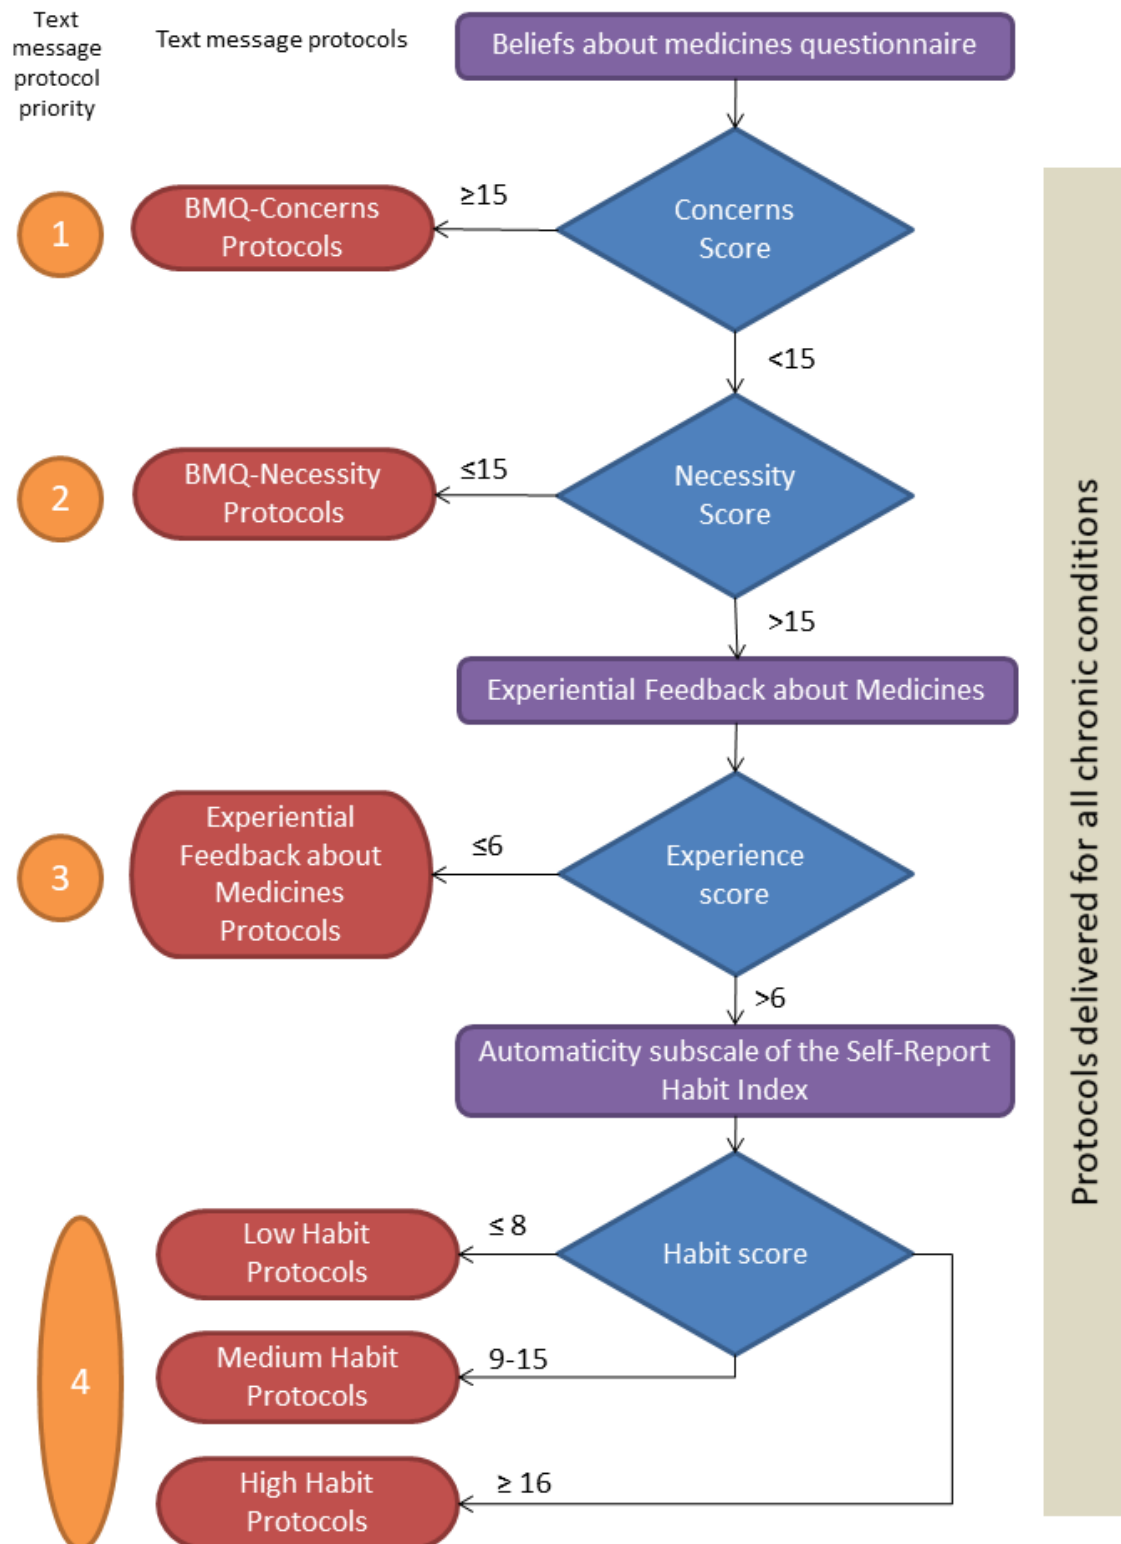 Text
message
protocol
priority
Text message protocols
Beliefs about medicines questionnaire
1
BMQ-Concerns
Protocols
≥15
Concerns
Score
<15
2
BMQ-Necessity
Protocols
≤15
Necessity
Score
>15
Experiential Feedback about Medicines
3
Experiential
Feedback about
Medicines
Protocols
≤6
Experience
score
>6
Automaticity subscale of the Self-Report
Habit Index
4
Low Habit
Protocols
≤ 8
Habit score
Medium Habit
Protocols
9-15
High Habit
Protocols
≥ 16
Protocols delivered for all chronic conditions